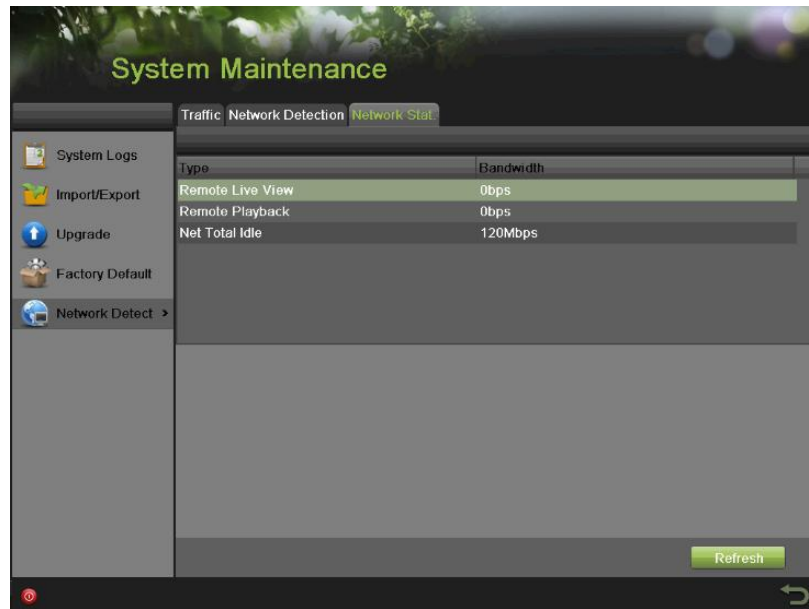 System Maintenance
Traffic Network Detection Network Stat.
System Logs
Import/Export
Upgrade
Factory Default
Network Detect >
Type Bandwidth
Remote Live View 0bps
Remote Playback 0bps
Net Total Idle 120Mbps
Refresh